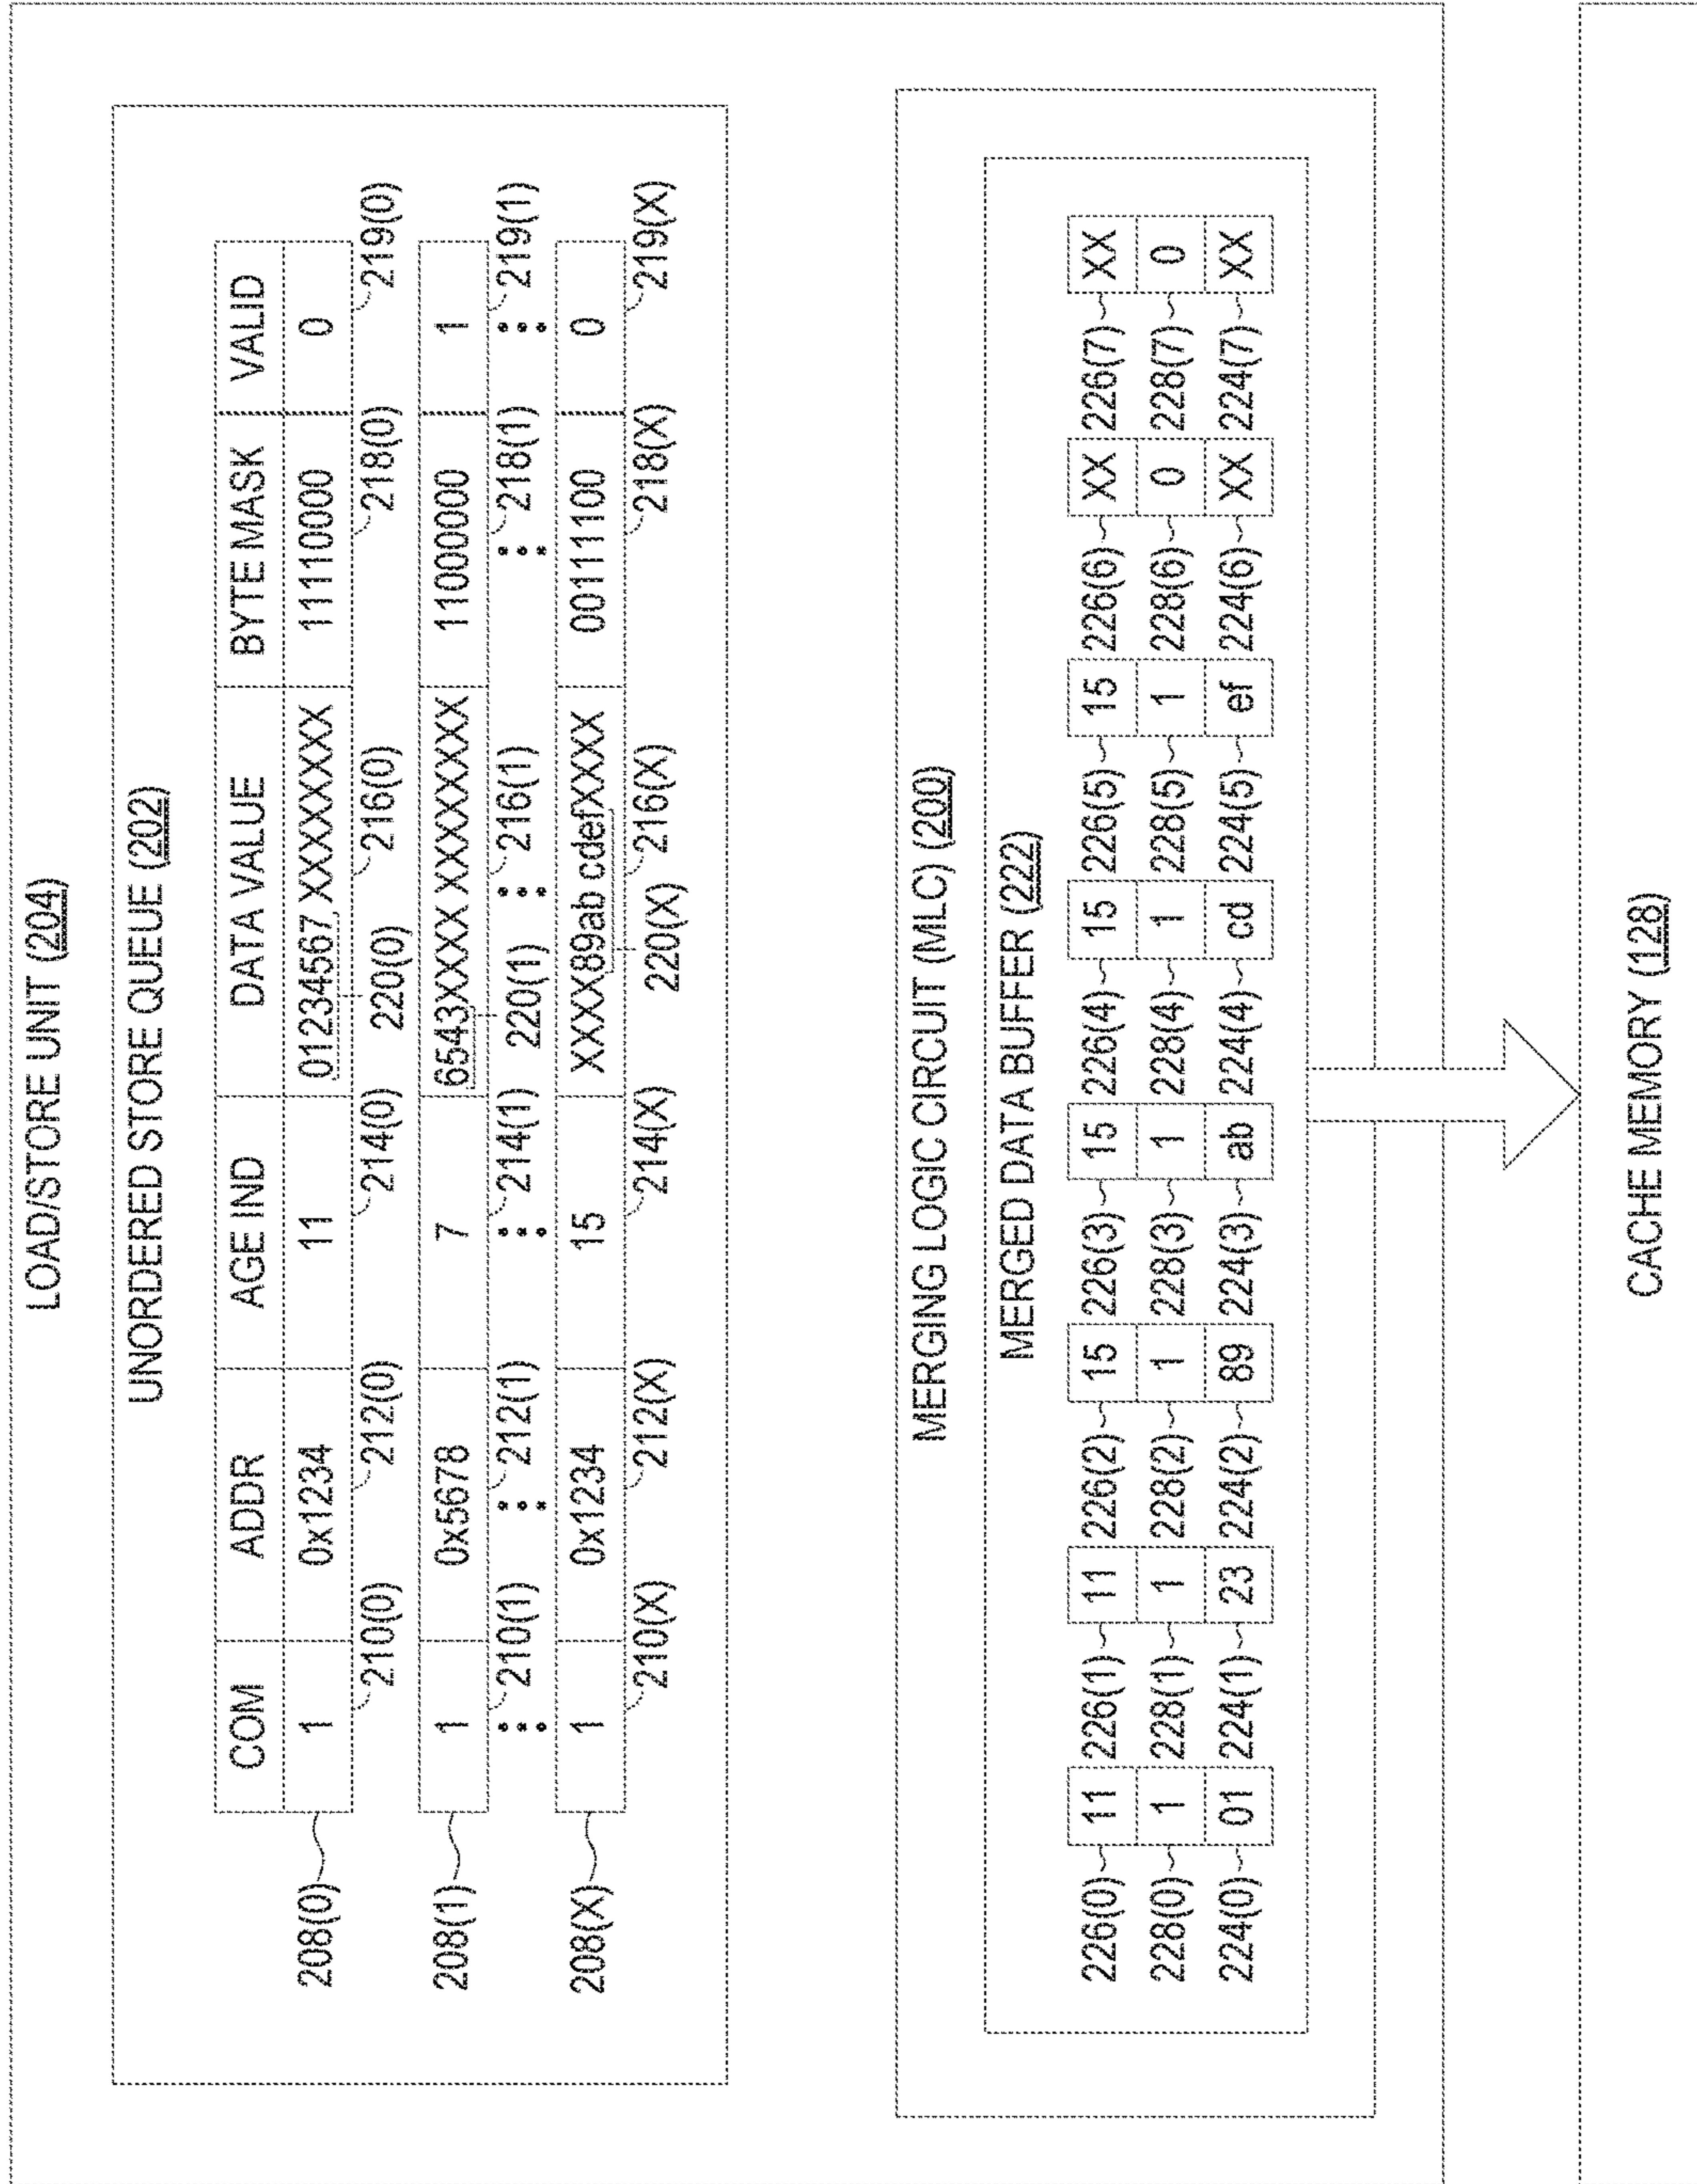 LOAD/STORE UNIT (204)
UNORDERED STORE QUEUE (202)
COM ADDR AGE IND DATA VALUE BYTE MASK VALID
208(0) 1 0x1234 11 01234567 XXXXXXXX 11110000 0
210(0) 212(0) 214(0) 220(0) 216(0) 218(0) 219(0)
208(1) 1 0x5678 7 6543XXXX XXXXXXXX 11000000 1
210(1) 212(1) 214(1) 220(1) 216(1) 218(1) 219(1)
208(X) 1 0x1234 15 XXXX89ab cdefXXXX 00111100 0
210(X) 212(X) 214(X) 220(X) 216(X) 218(X) 219(X)
MERGING LOGIC CIRCUIT (MLC) (200)
MERGED DATA BUFFER (222)
226(0) 11 226(1) 11 226(2) 15 226(3) 15 226(4) 15 226(5) 15 226(6) XX 226(7) XX
228(0) 1 228(1) 1 228(2) 1 228(3) 1 228(4) 1 228(5) 1 228(6) 0 228(7) 0
224(0) 01 224(1) 23 224(2) 89 224(3) ab 224(4) cd 224(5) ef 224(6) XX 224(7) XX
CACHE MEMORY (128)